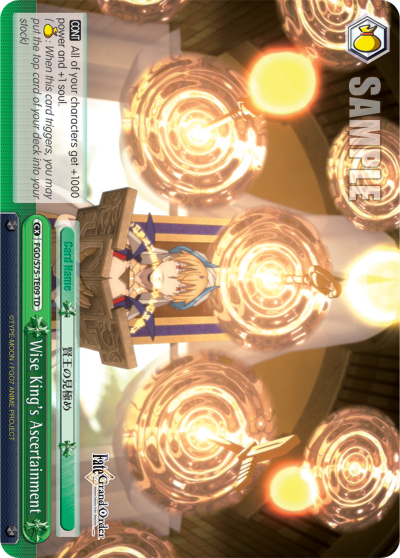 SAMPLE
CONT All of your characters get +1000
power and +1 soul.
( : When this card triggers, you may
put the top card of your deck into your
stock)
Card Name
賢王の見極め
CX FGO/S75-TE09 TD
Wise King's Ascertainment
©TYPE-MOON / FGO7 ANIME PROJECT
Fate
Grand Order